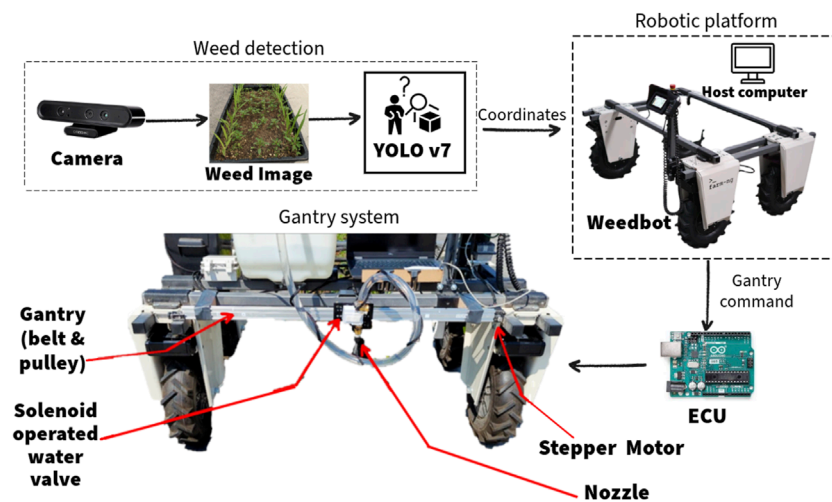 Weed detection
Robotic platform
Host computer
Camera
Weed Image
YOLO v7
Coordinates
Weedbot
Gantry system
Gantry
command
Gantry
(belt &
pulley)
Solenoid
operated
water
valve
ECU
Stepper Motor
Nozzle